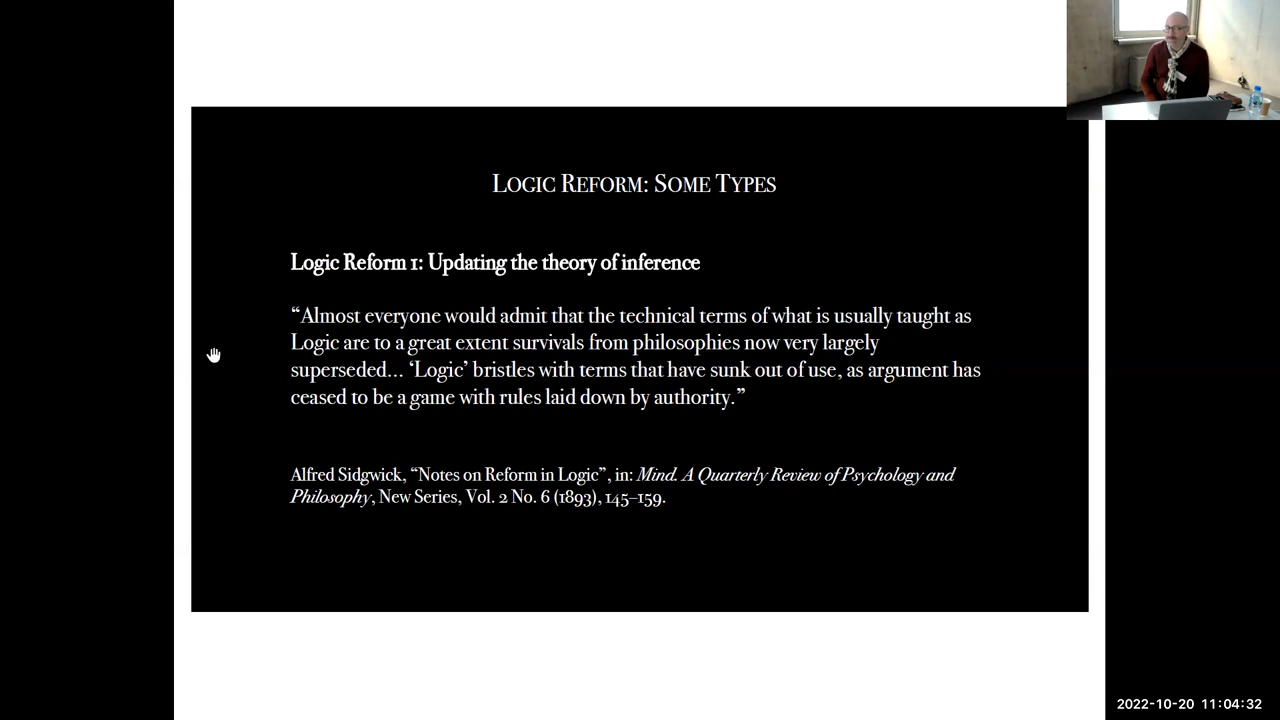 LOGIC REFORM: SOME TYPES
Logic Reform 1: Updating the theory of inference
“Almost everyone would admit that the technical terms of what is usually taught as
Logic are to a great extent survivals from philosophies now very largely
superseded… ‘Logic’ bristles with terms that have sunk out of use, as argument has
ceased to be a game with rules laid down by authority.”
Alfred Sidgwick, “Notes on Reform in Logic”, in: Mind. A Quarterly Review of Psychology and
Philosophy, New Series, Vol. 2 No. 6 (1893), 145–159.
2022-10-20 11:04:32